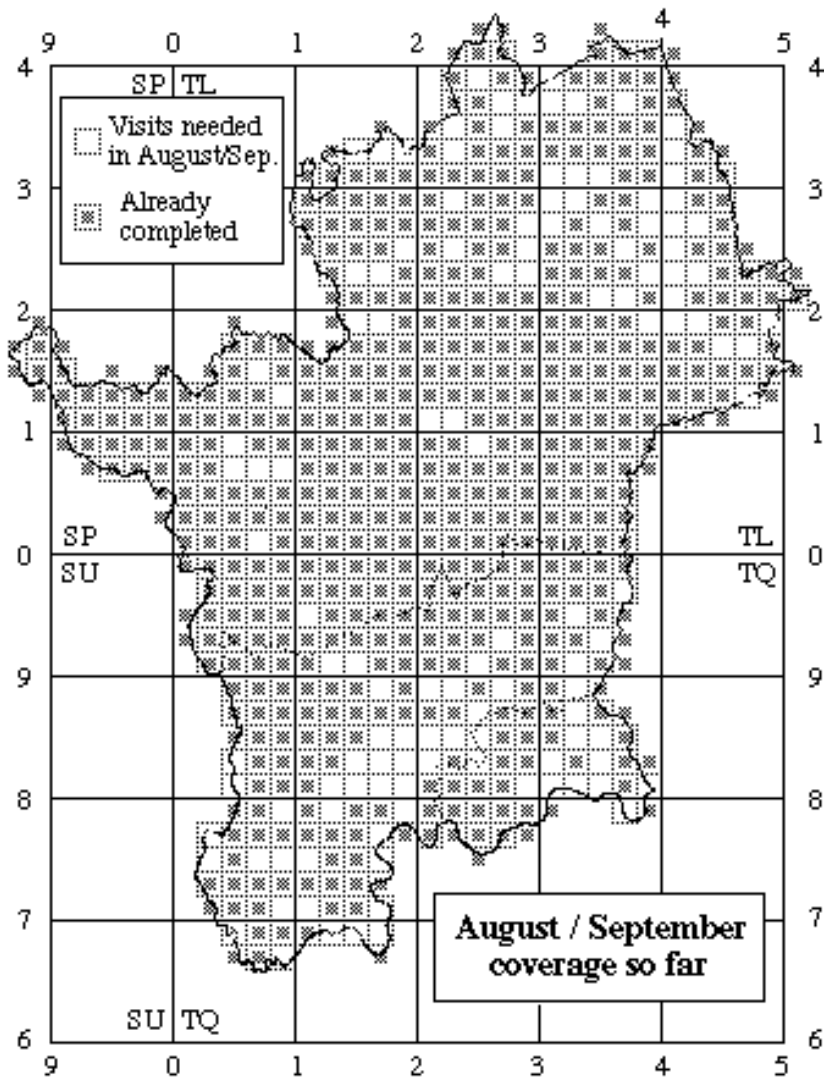 4
9 0 1 2 3 5
4 SP TL 4
Visits needed
in August/Sep.
3 3
Already
completed
2 2
1 1
0 SP TL 0
SU TQ
9 9
8 8
7 7
August / September
coverage so far
6 SU TQ 6
9 0 1 2 3 4 5